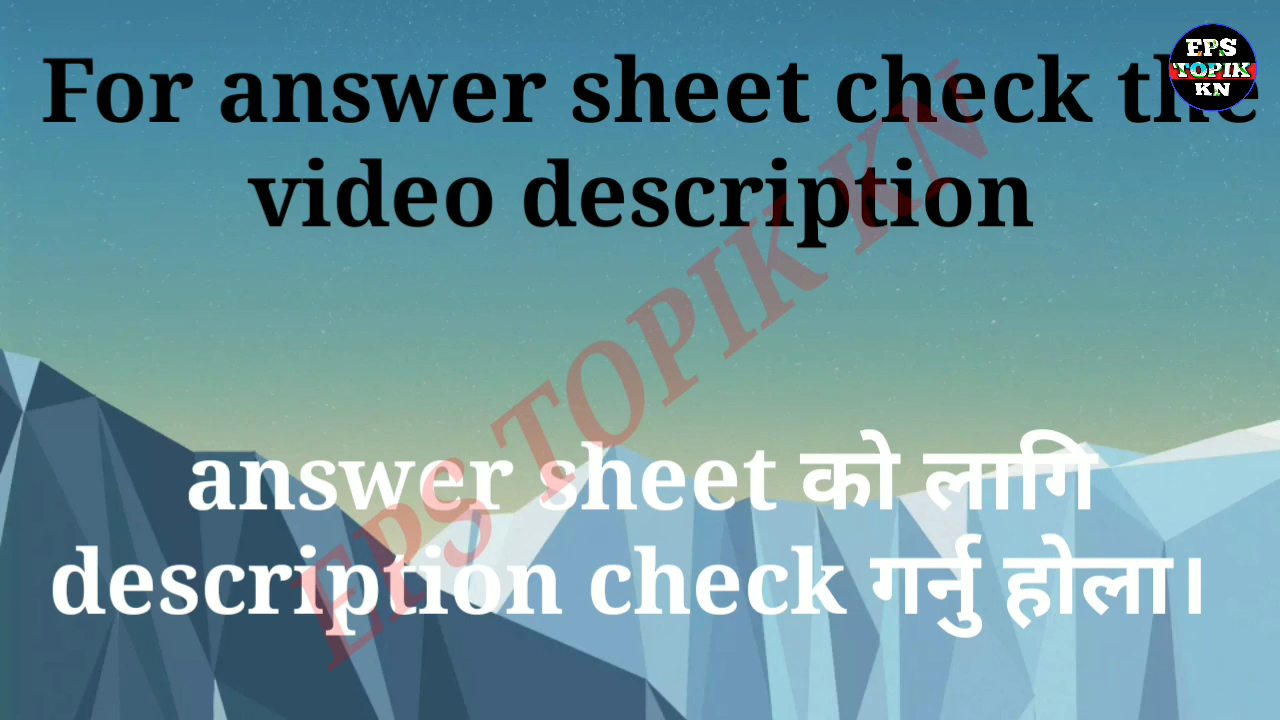 For answer sheet check the
video description
EPS
TOPIK
KN
EPS TOPIK KN
answer sheet को लागि
description check गर्नु होला।